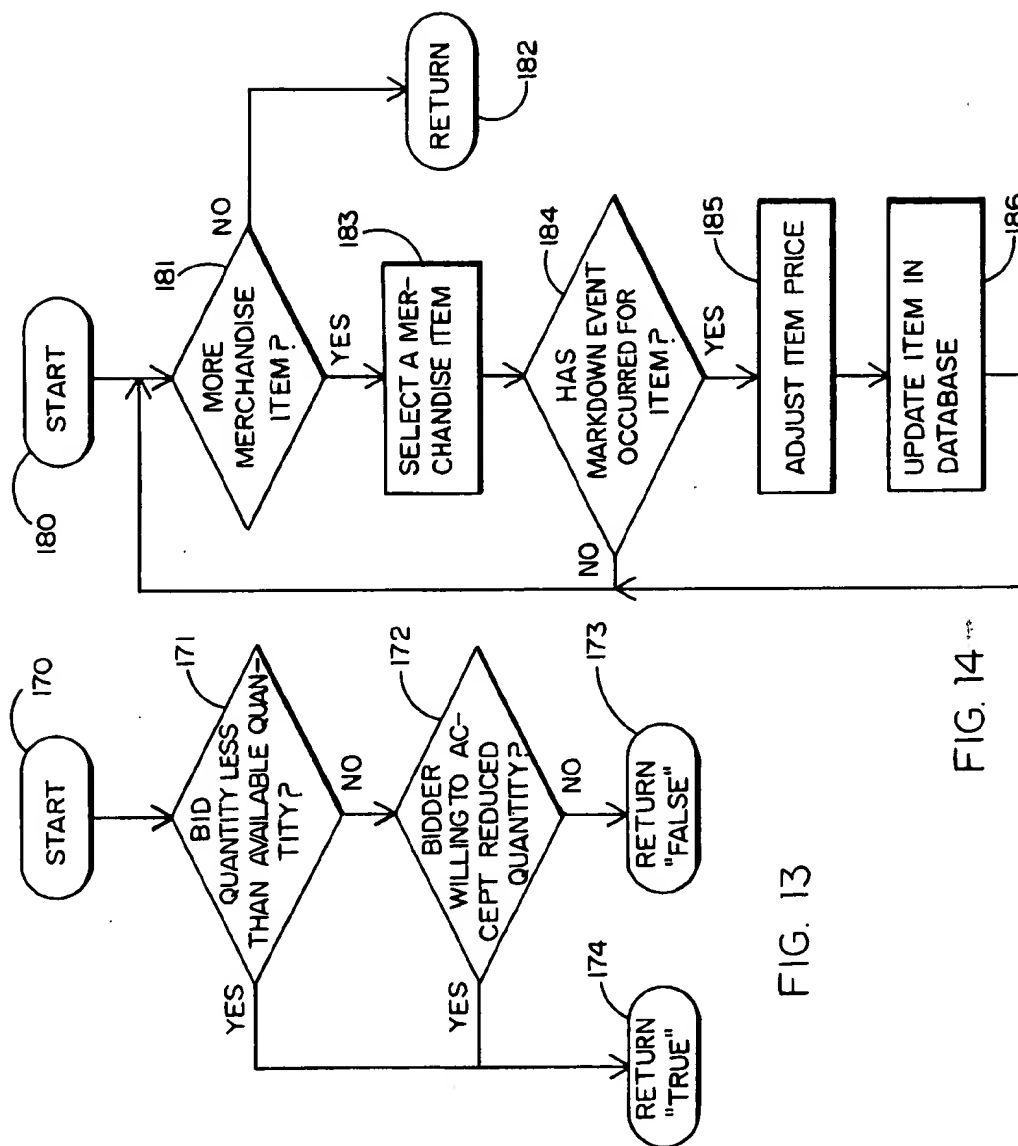 170
START
171
BID
QUANTITY LESS
THAN AVAILABLE QUAN-
TITY?
YES
NO
172
BIDDER
WILLING TO AC-
CEPT REDUCED
QUANTITY?
YES
NO
174
RETURN
"TRUE"
173
RETURN
"FALSE"
FIG. 13
180
START
181
MORE
MERCHANDISE
ITEM?
NO
YES
RETURN
182
183
SELECT A MER-
CHANDISE ITEM
184
HAS
MARKDOWN EVENT
OCCURRED FOR
ITEM?
NO
YES
185
ADJUST ITEM PRICE
186
UPDATE ITEM IN
DATABASE
FIG. 14